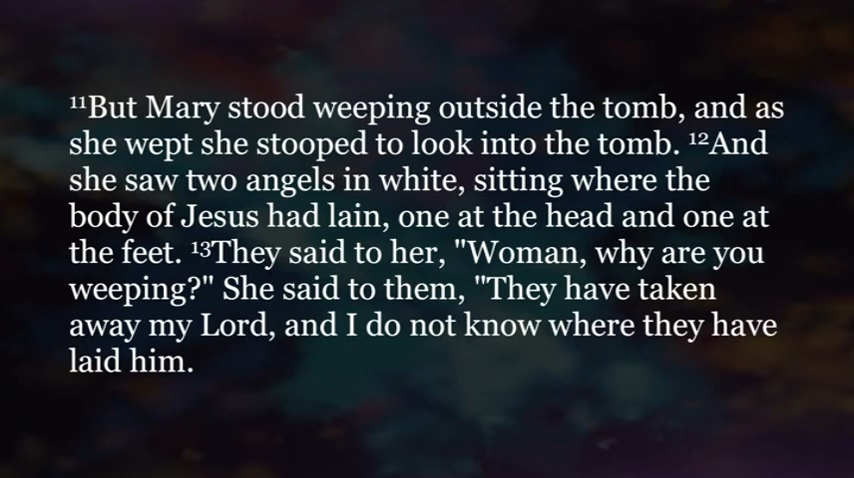 ¹¹But Mary stood weeping outside the tomb, and as
she wept she stooped to look into the tomb. ¹²And
she saw two angels in white, sitting where the
body of Jesus had lain, one at the head and one at
the feet. ¹³They said to her, "Woman, why are you
weeping?" She said to them, "They have taken
away my Lord, and I do not know where they have
laid him.